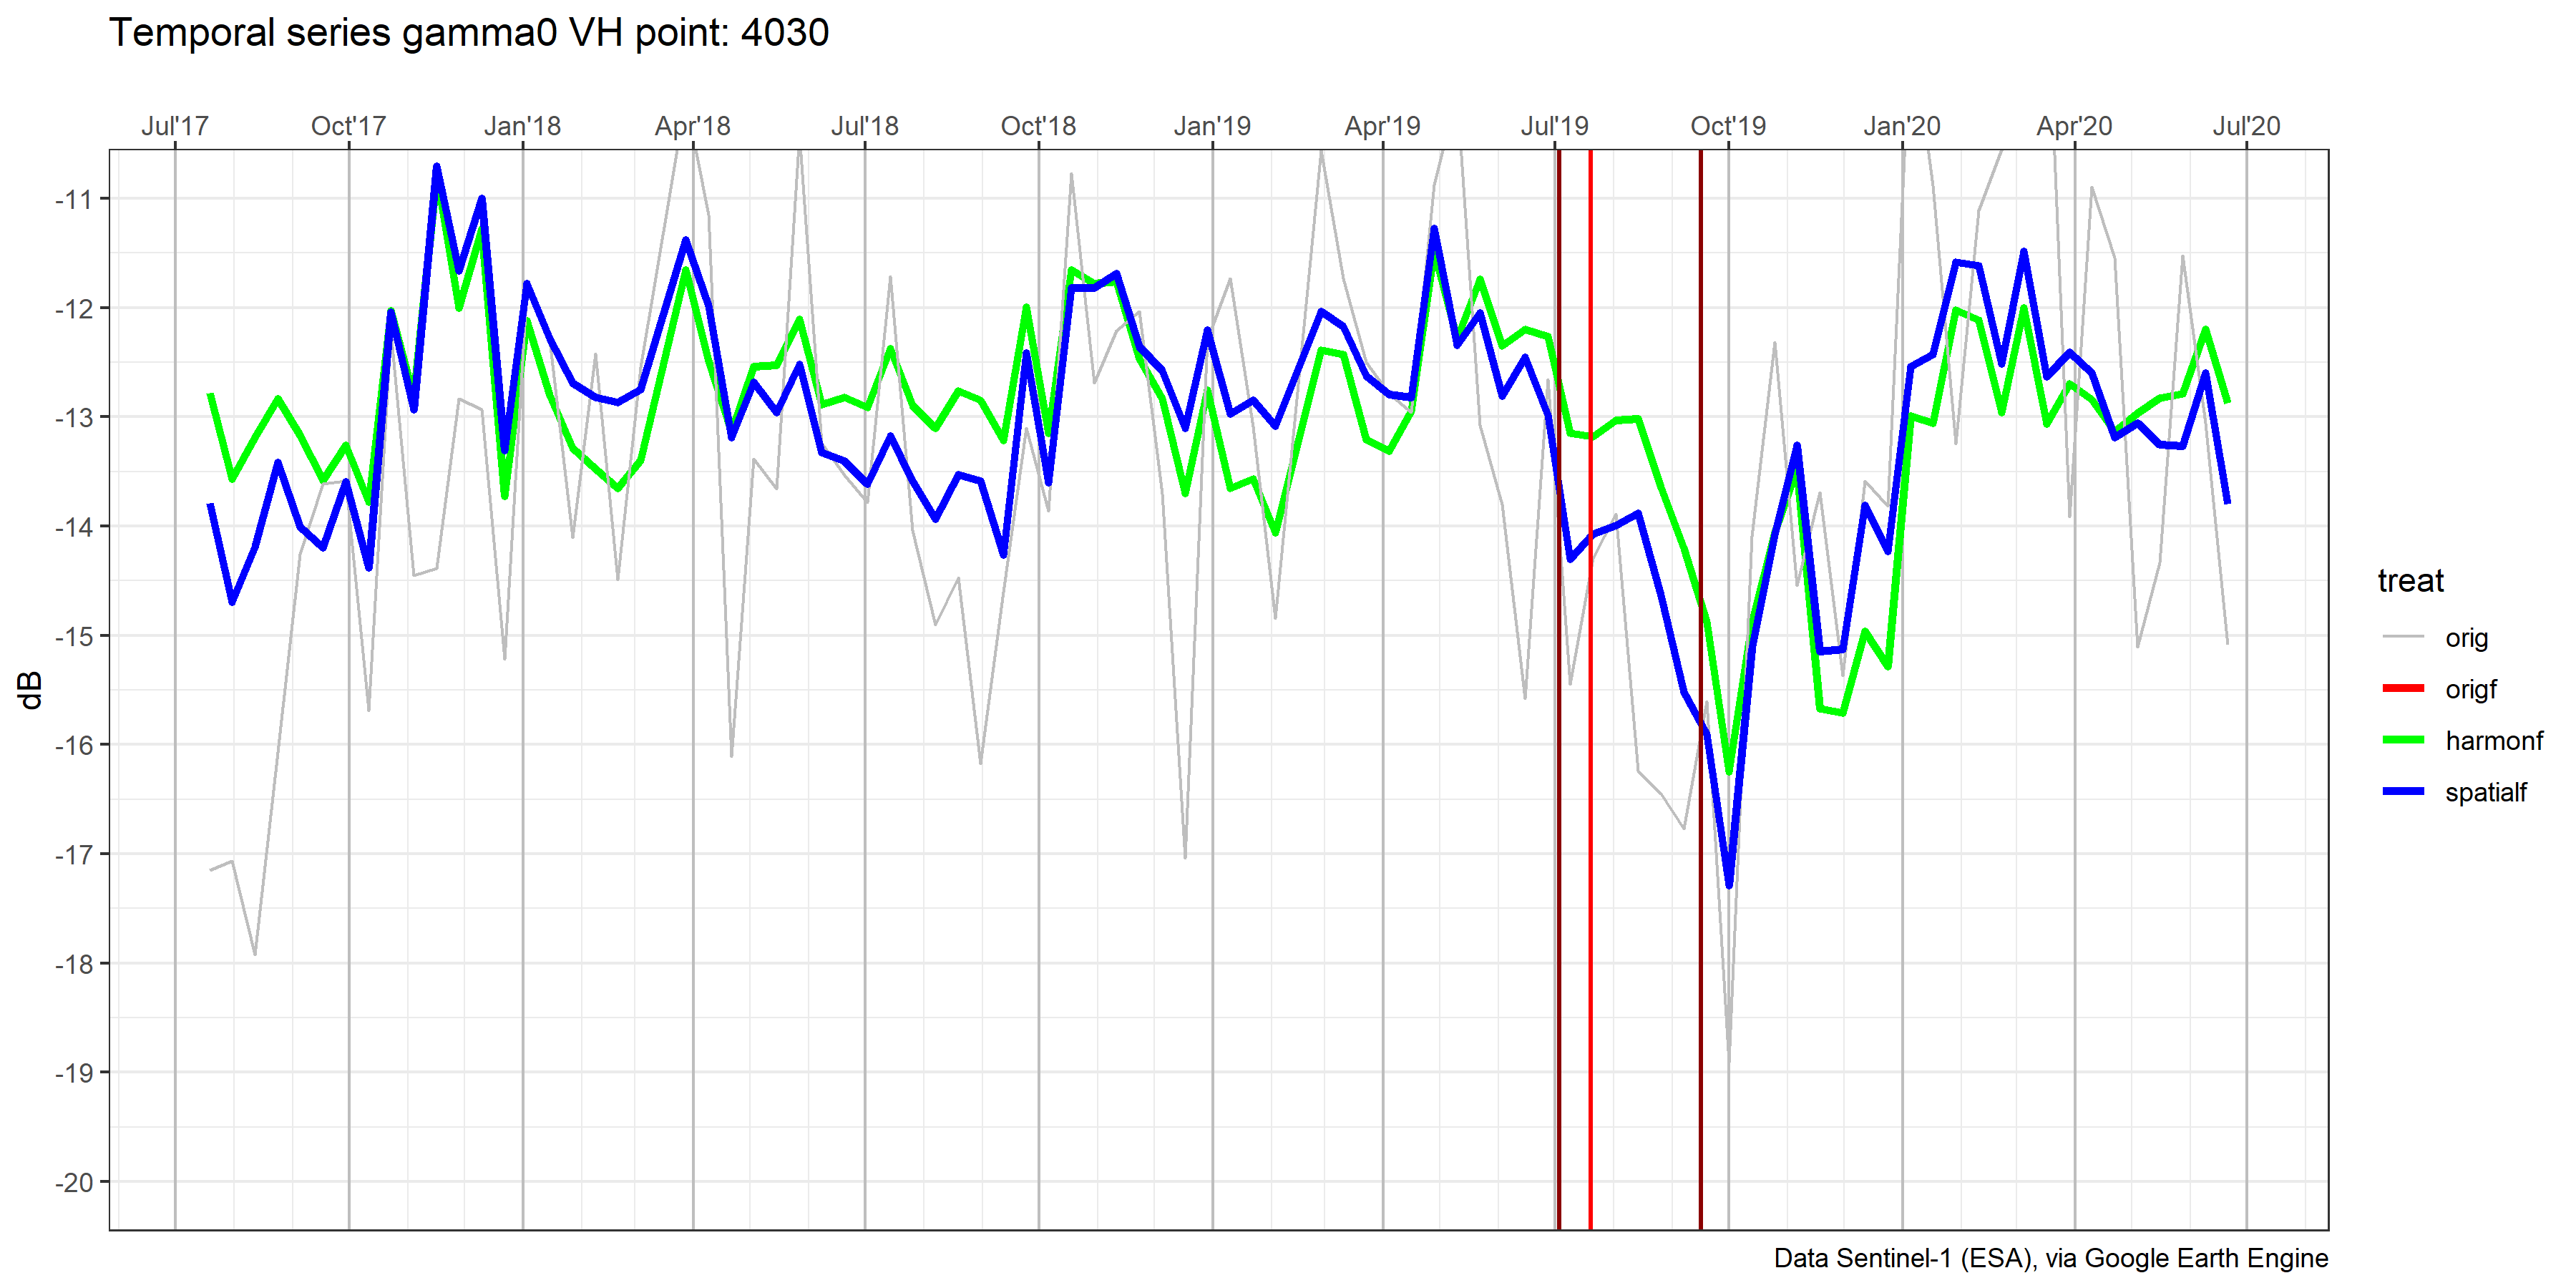 Temporal series gamma0 VH point: 4030
Jul'17 Oct'17 Jan'18 Apr'18 Jul'18 Oct'18 Jan'19 Apr'19 Jul'19 Oct'19 Jan'20 Apr'20 Jul'20
-11
-12
-13
-14
-15
-16
-17
-18
-19
-20
dB
treat
orig
origf
harmonf
spatialf
Data Sentinel-1 (ESA), via Google Earth Engine